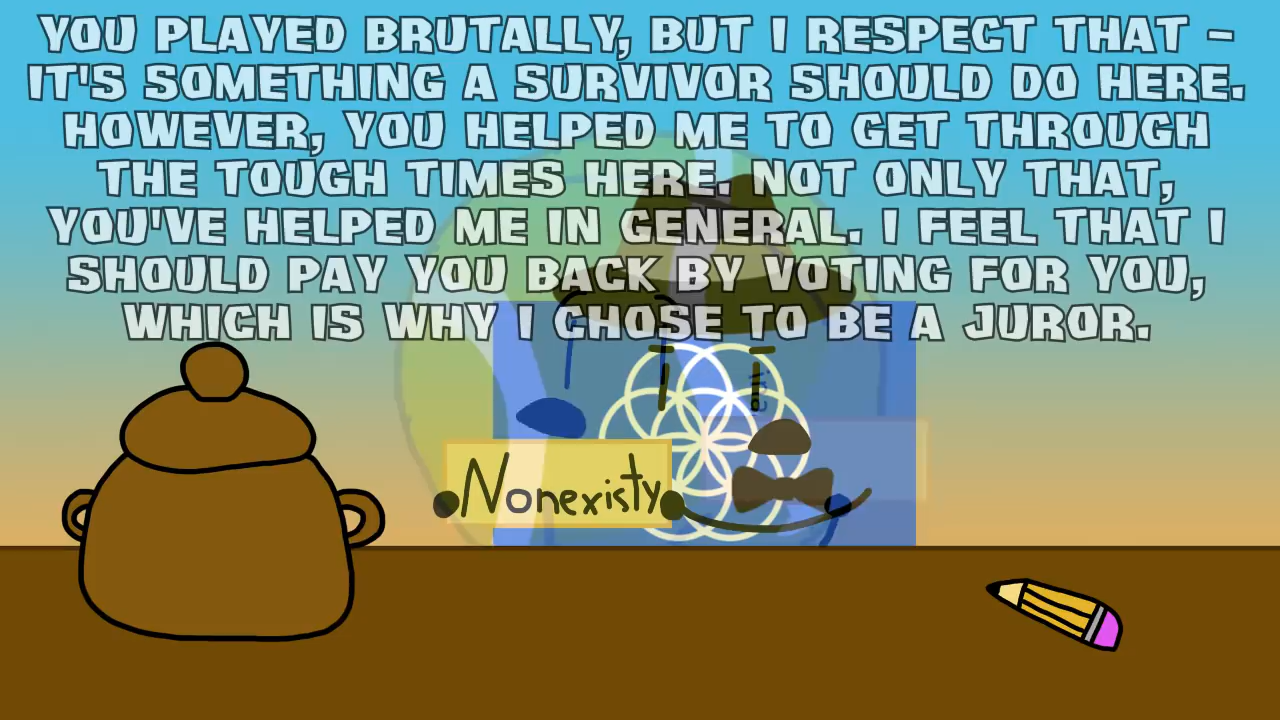 YOU PLAYED BRUTALLY, BUT I RESPECT THAT -
IT'S SOMETHING A SURVIVOR SHOULD DO HERE.
HOWEVER, YOU HELPED ME TO GET THROUGH
THE TOUGH TIMES HERE. NOT ONLY THAT,
YOU'VE HELPED ME IN GENERAL. I FEEL THAT I
SHOULD PAY YOU BACK BY VOTING FOR YOU,
WHICH IS WHY I CHOSE TO BE A JUROR.
Nonexisty